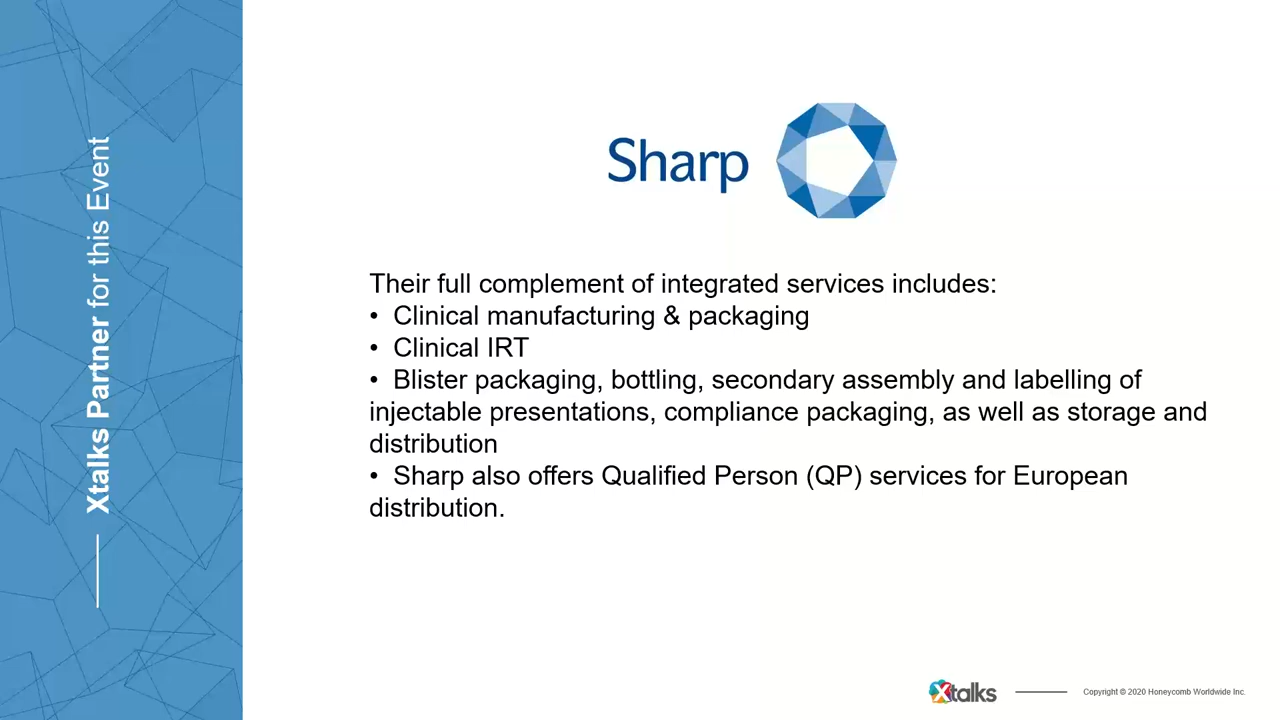 Xtalks Partner for this Event
Sharp
Their full complement of integrated services includes:
• Clinical manufacturing & packaging
• Clinical IRT
• Blister packaging, bottling, secondary assembly and labelling of
injectable presentations, compliance packaging, as well as storage and
distribution
• Sharp also offers Qualified Person (QP) services for European
distribution.
Xtalks
Copyright © 2020 Honeycomb Worldwide Inc.